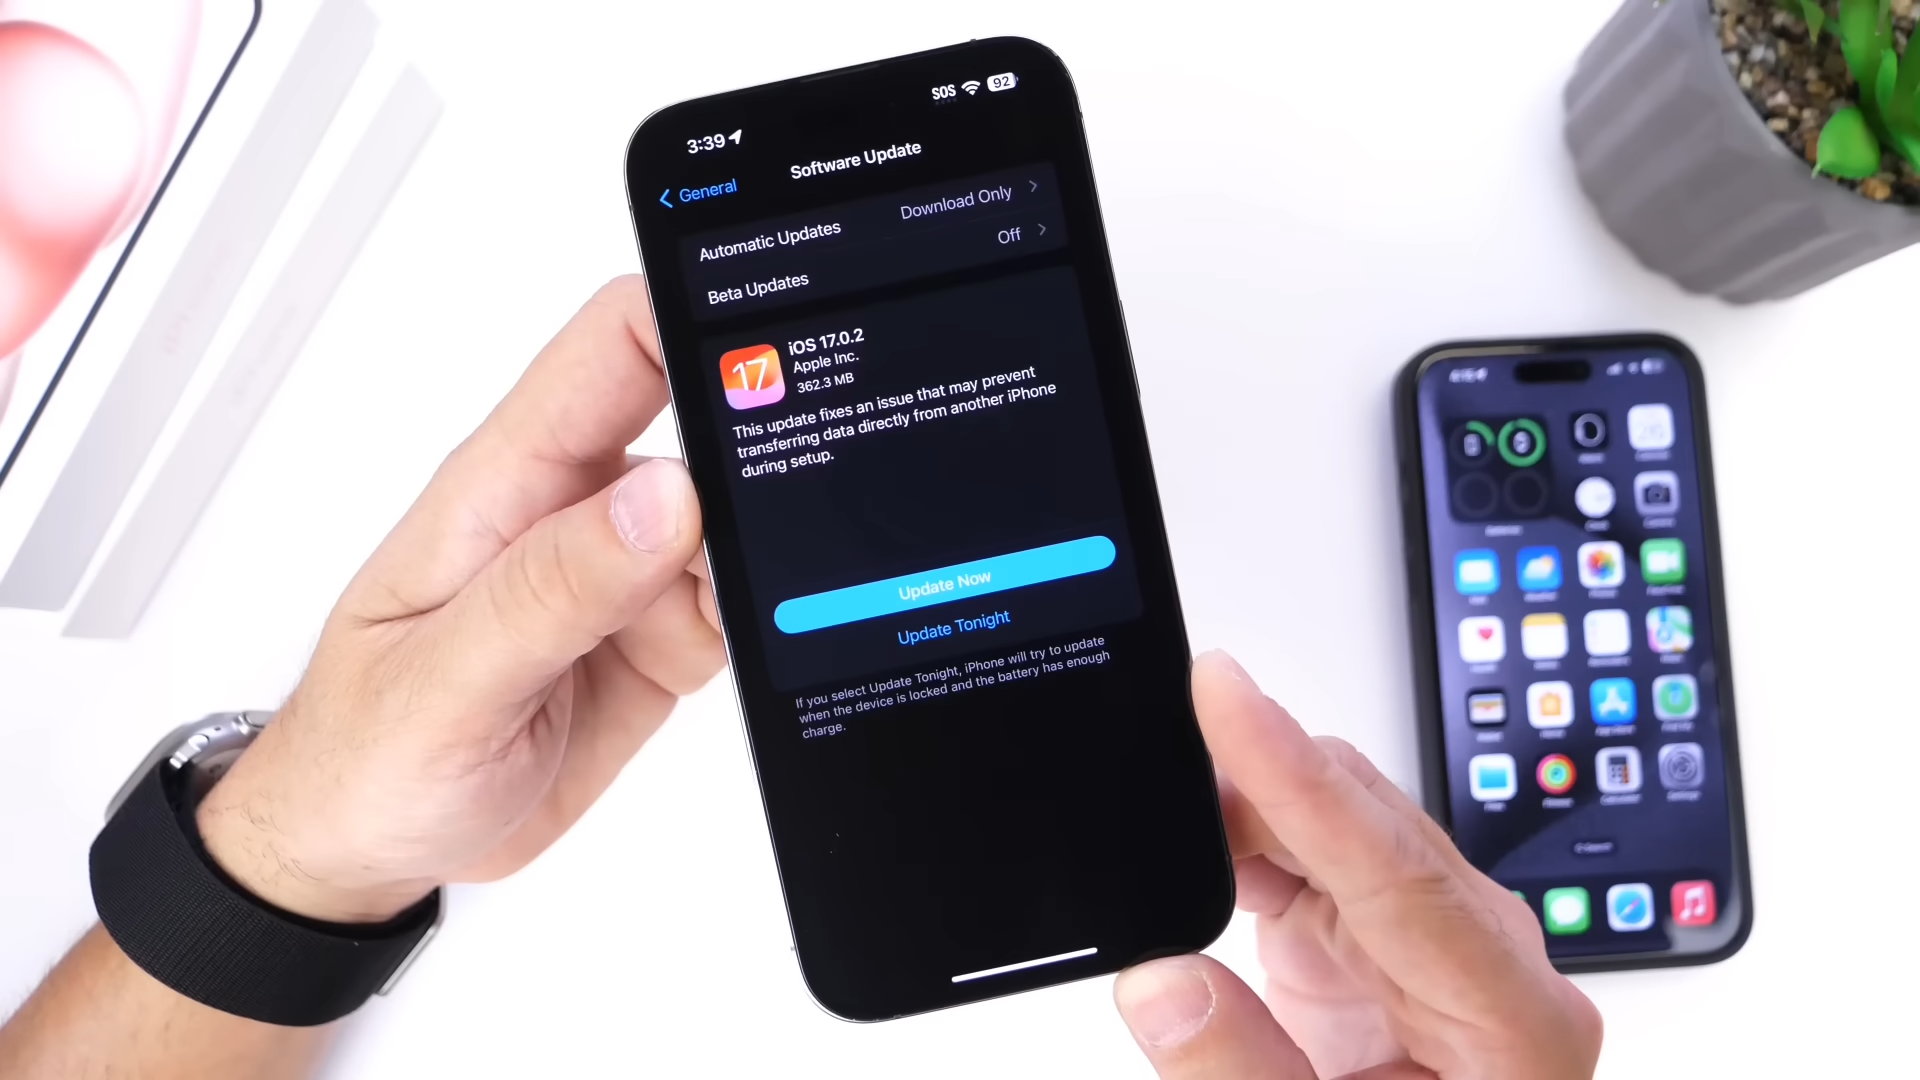 3:39
SOS 92
General
Software Update
Automatic Updates Download Only
Beta Updates Off
17
iOS 17.0.2
Apple Inc.
362.3 MB
This update fixes an issue that may prevent
transferring data directly from another iPhone
during setup.
Update Now
Update Tonight
If you select Update Tonight, iPhone will try to update
when the device is locked and the battery has enough
charge.